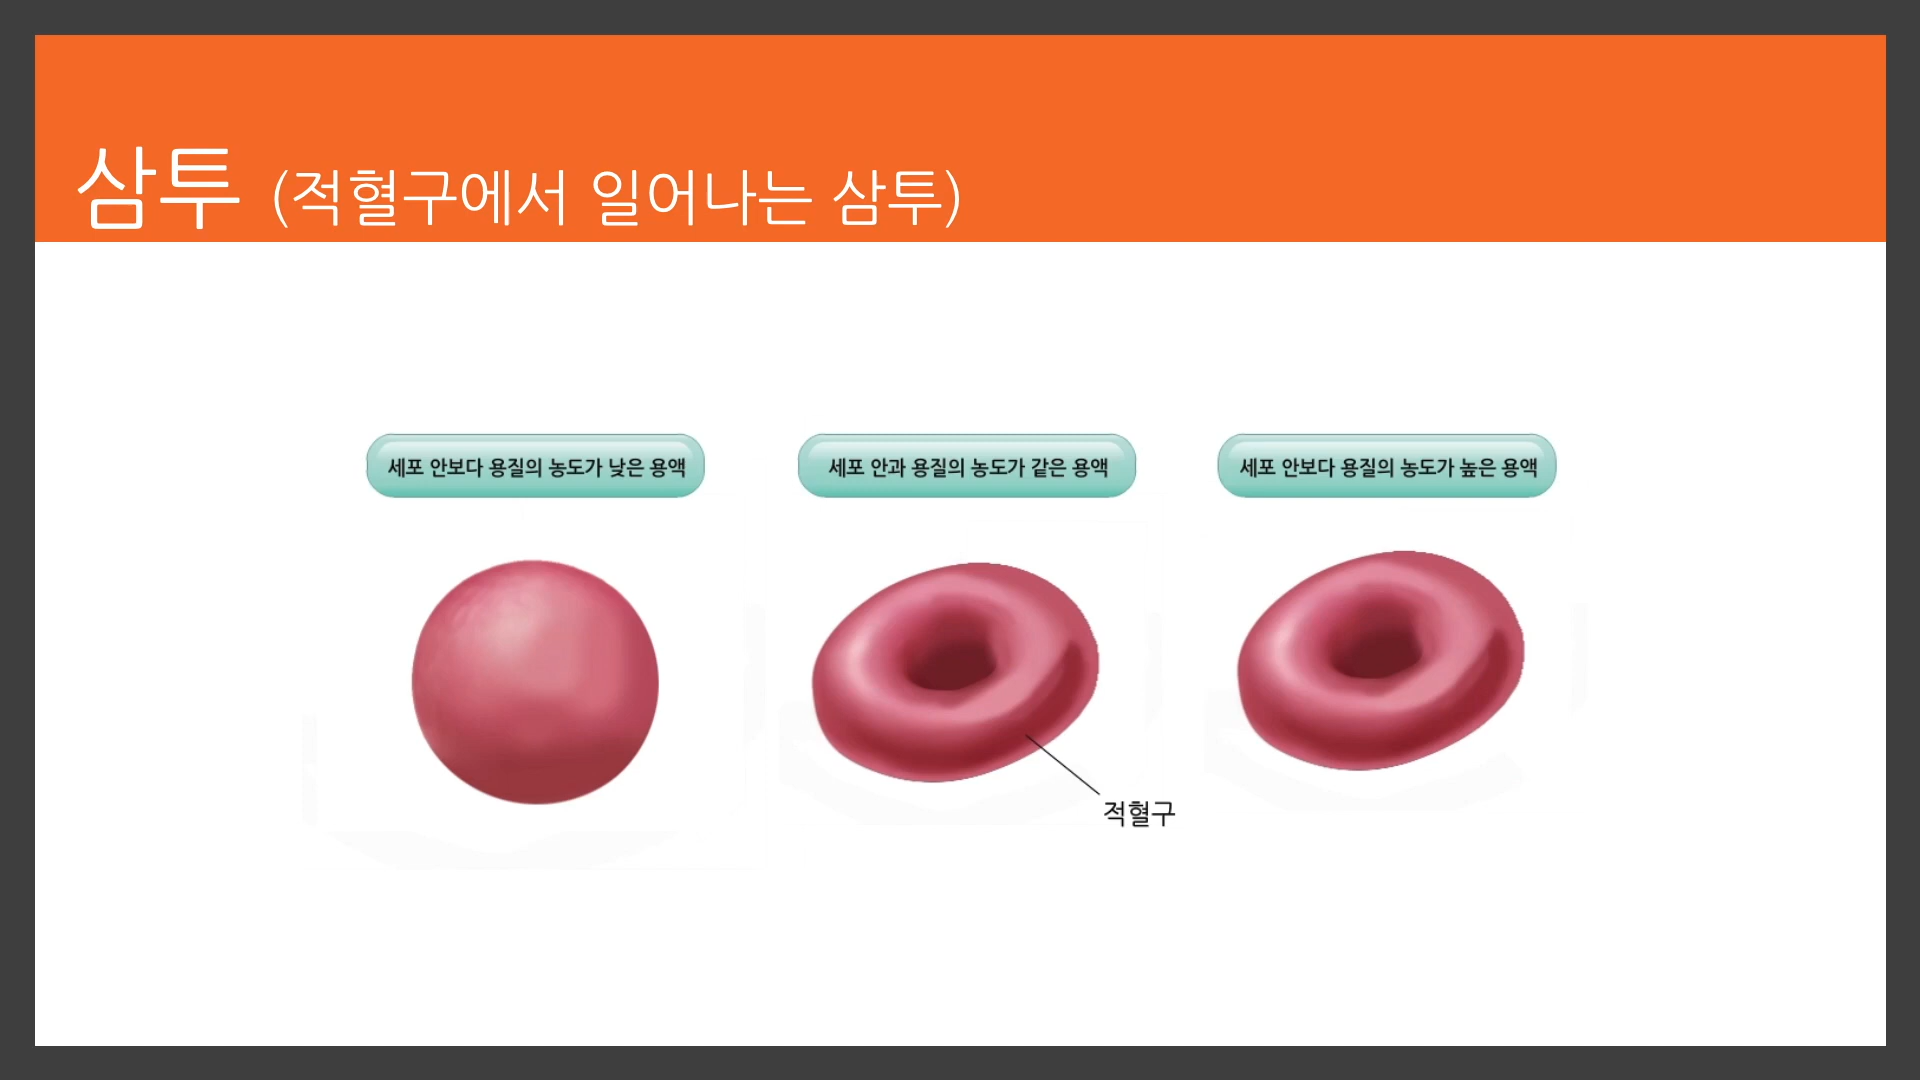 삼투 (적혈구에서 일어나는 삼투)
세포 안보다 용질의 농도가 낮은 용액
세포 안과 용질의 농도가 같은 용액
세포 안보다 용질의 농도가 높은 용액
적혈구